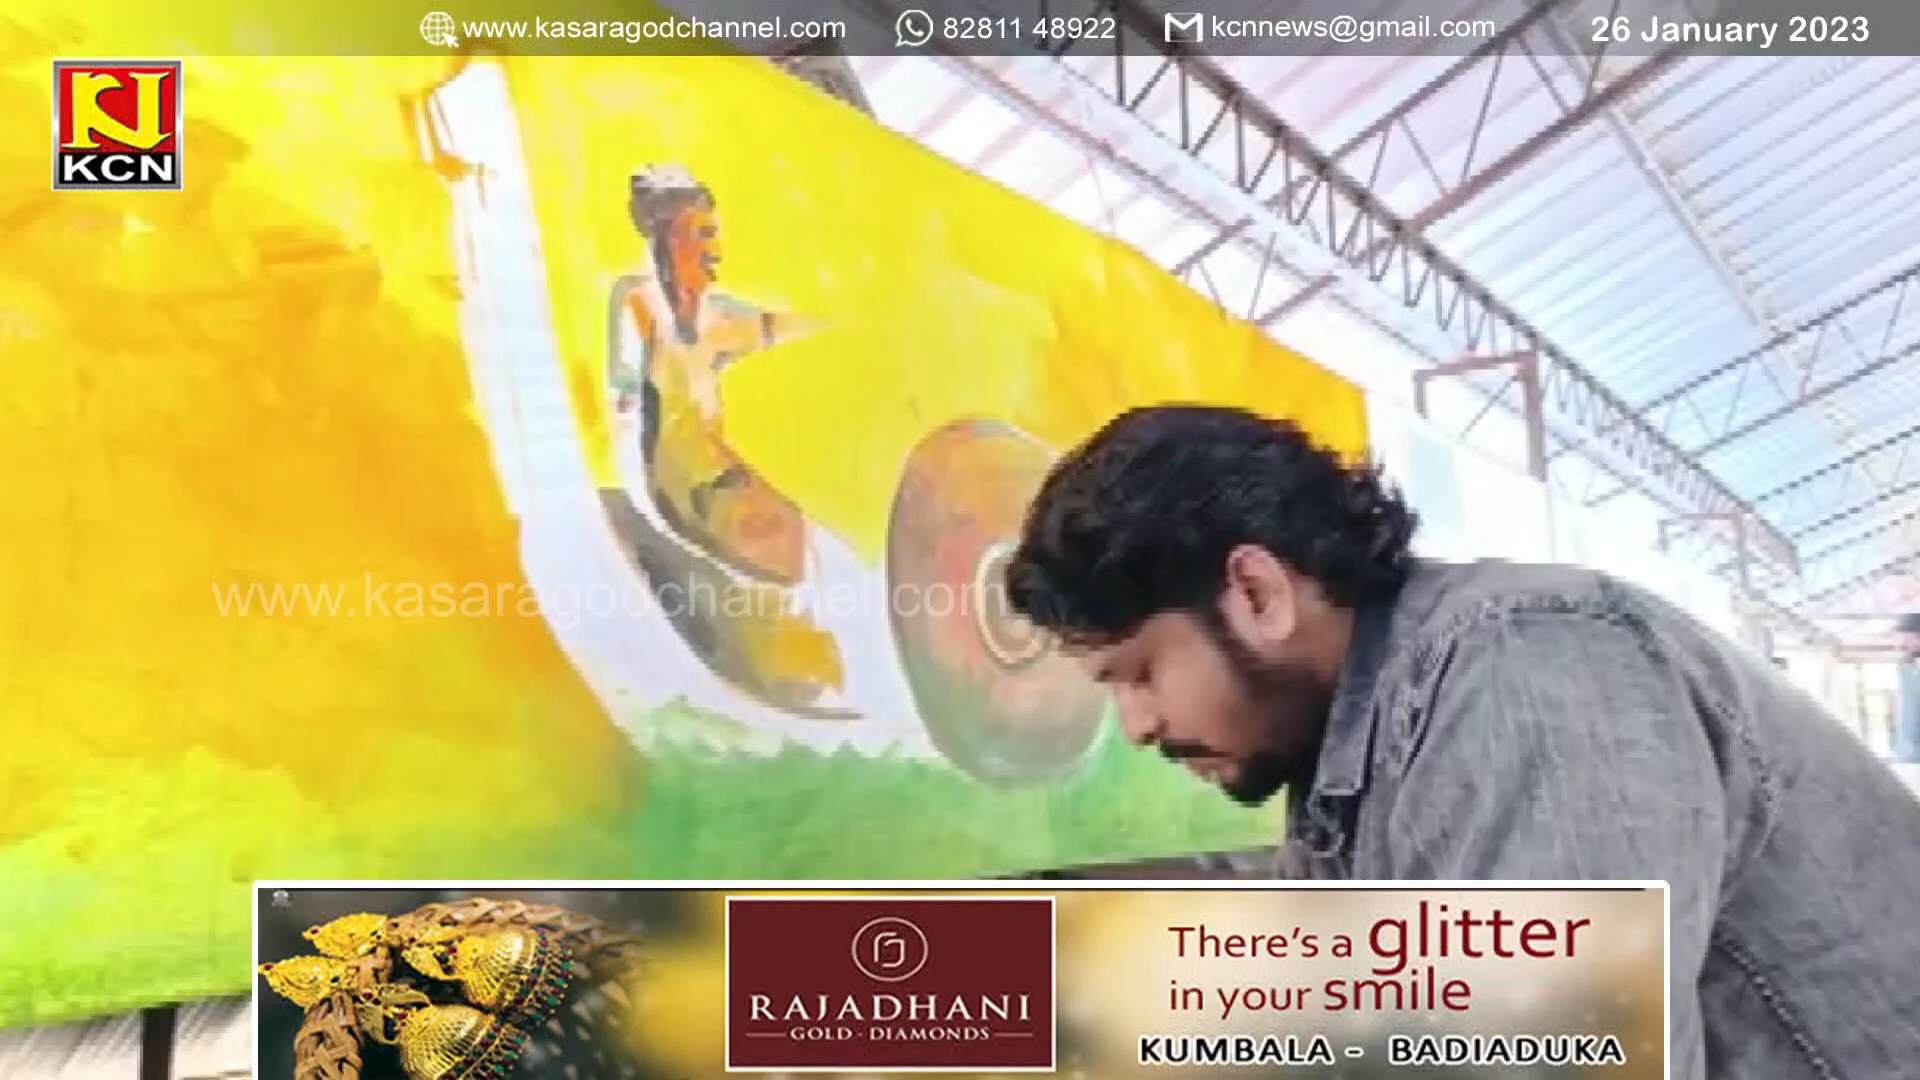 www.kasaragodchannel.com 82811 48922 kcnnews@gmail.com 26 January 2023
KCN
www.kasaragodchannel.com
RAJADHANI
GOLD · DIAMONDS
There's a glitter
in your smile
KUMBALA - BADIADUKA